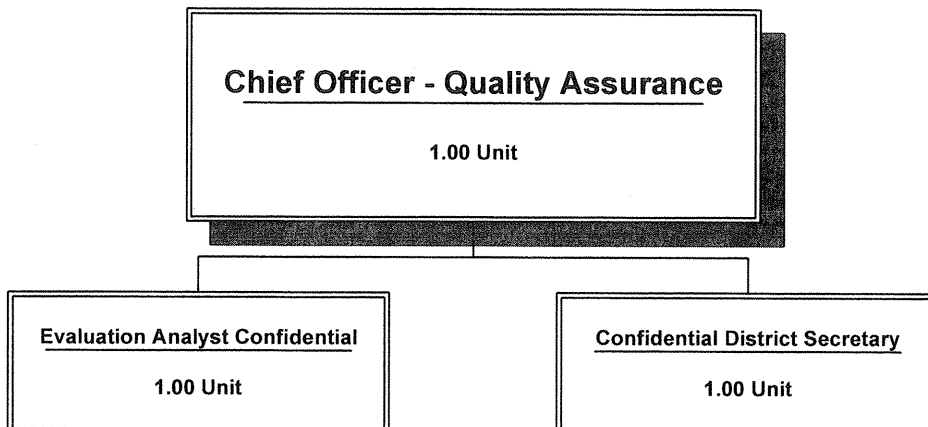 Chief Officer - Quality Assurance
1.00 Unit
Evaluation Analyst Confidential
1.00 Unit
Confidential District Secretary
1.00 Unit